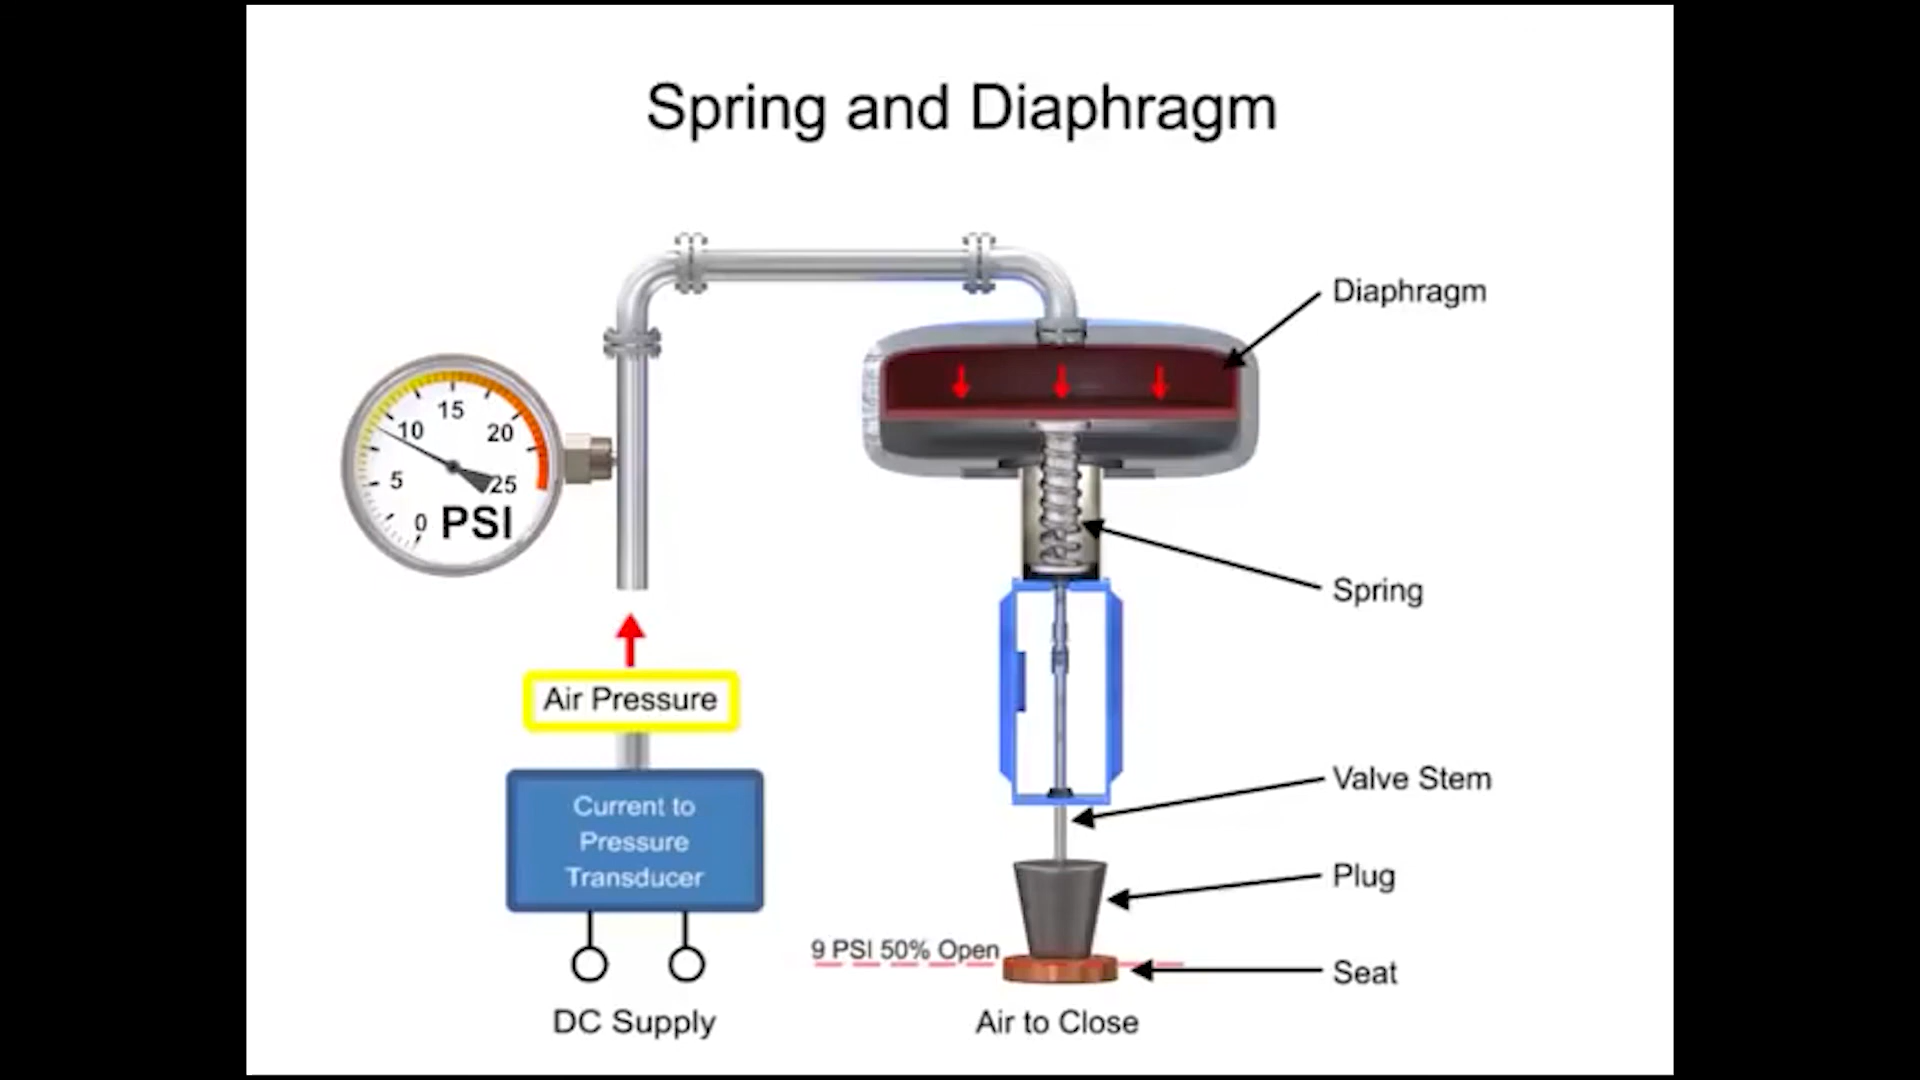 Spring and Diaphragm
Diaphragm
15
10
20
5
25
0
PSI
Spring
Air Pressure
Valve Stem
Current to
Pressure
Transducer
Plug
9 PSI 50% Open
Seat
DC Supply
Air to Close